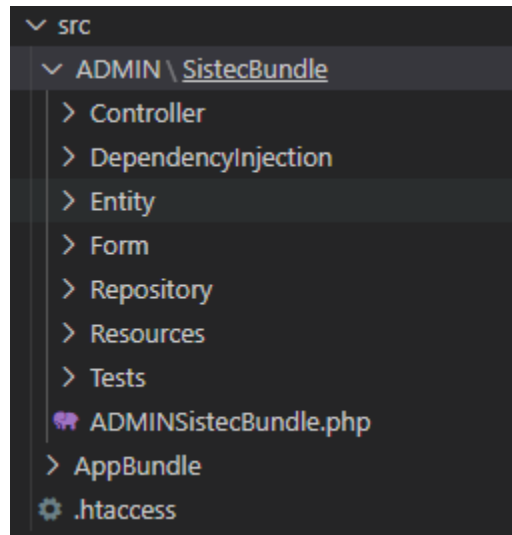 src
ADMIN \ SistecBundle
Controller
DependencyInjection
Entity
Form
Repository
Resources
Tests
ADMINSistecBundle.php
AppBundle
.htaccess